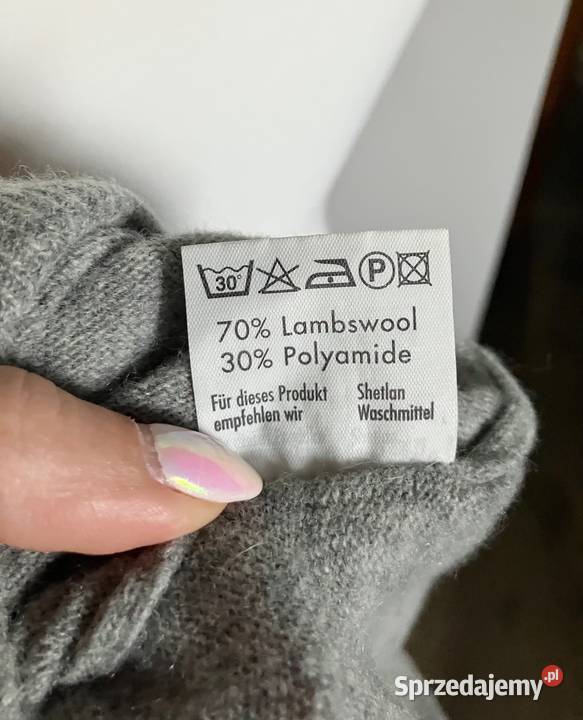 30°
P
70% Lambswool
30% Polyamide
Für dieses Produkt Shetlan
empfehlen wir Waschmittel
Sprzedajemy.pl